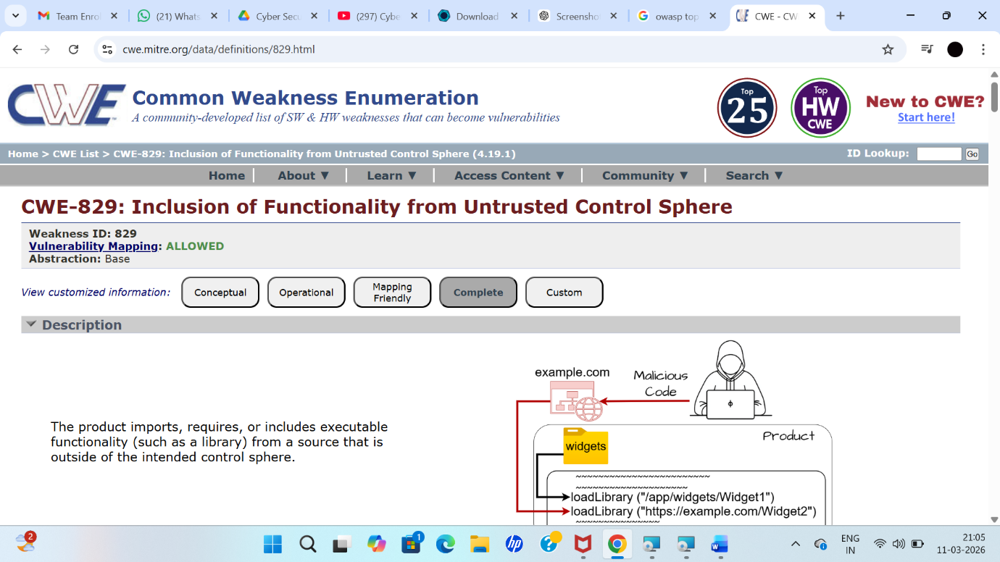 Team Enro
(21) Whats
Cyber Secu
(297) Cybe
Download
Screensho
owasp top
CWE - CW
cwe.mitre.org/data/definitions/829.html
CWE
Common Weakness Enumeration
A community-developed list of SW & HW weaknesses that can become vulnerabilities
Top
25
Top
HW
CWE
New to CWE?
Start here!
Home > CWE List > CWE-829: Inclusion of Functionality from Untrusted Control Sphere (4.19.1)
ID Lookup:
Go
Home About ▼ Learn ▼ Access Content ▼ Community ▼ Search ▼
CWE-829: Inclusion of Functionality from Untrusted Control Sphere
Weakness ID: 829
Vulnerability Mapping: ALLOWED
Abstraction: Base
View customized information:
Conceptual
Operational
Mapping
Friendly
Complete
Custom
Description
example.com
Malicious
Code
The product imports, requires, or includes executable
functionality (such as a library) from a source that is
outside of the intended control sphere.
Product
widgets
~~~~~~~~~~~~~~~~~~~~~~~~
~~~~~~~~~~~~~~~~~~~~
loadLibrary ("/app/widgets/Widget1")
loadLibrary ("https://example.com/Widget2")
~~~~~~~~~~~~~~~
2
1
hp
?
W
ENG
IN
21:05
11-03-2026